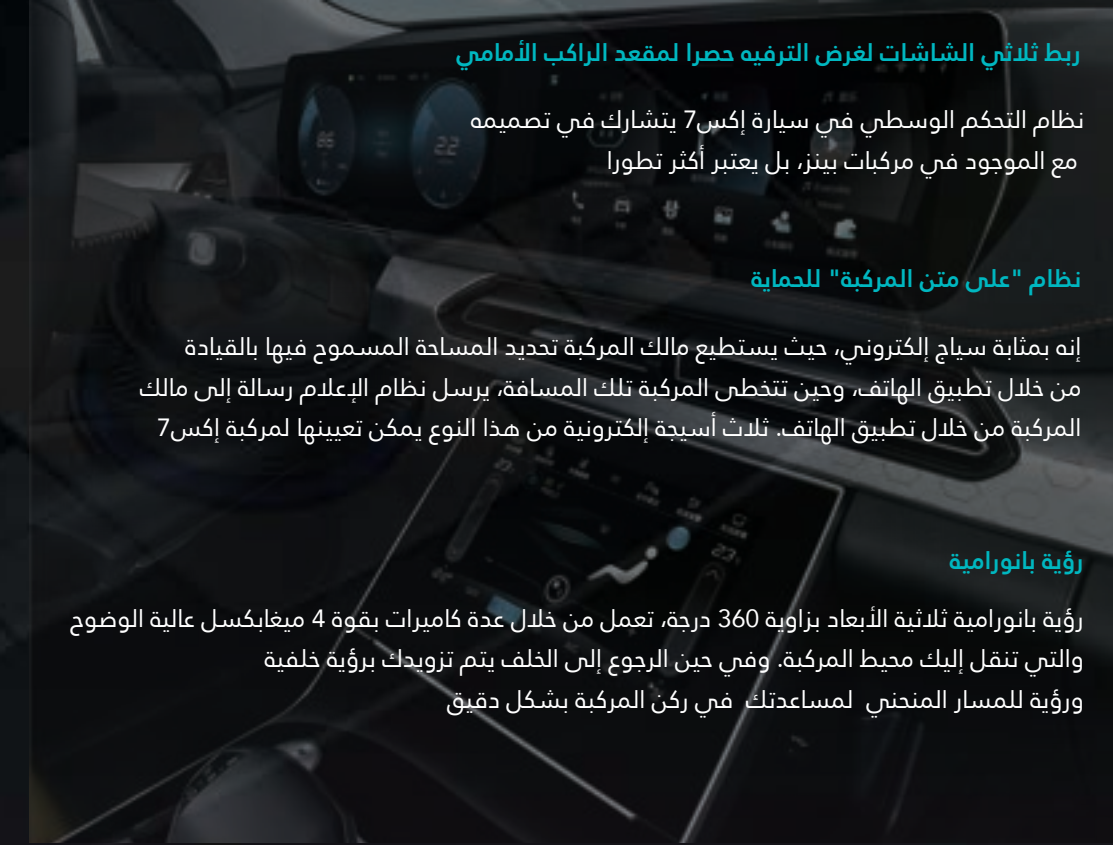 ربط ثلاثي الشاشات لغرض الترفيه حصرا لمقعد الراكب الأمامي
نظام التحكم الوسطي في سيارة إكس7 يتشارك في تصميمه
مع الموجود في مركبات بينز، بل يعتبر أكثر تطورا
نظام "على متن المركبة" للحماية
إنه بمثابة سياج إلكتروني، حيث يستطيع مالك المركبة تحديد المساحة المسموح فيها بالقيادة
من خلال تطبيق الهاتف، وحين تتخطى المركبة تلك المسافة، يرسل نظام الإعلام رسالة إلى مالك
المركبة من خلال تطبيق الهاتف. ثلاث أسيجة إلكترونية من هذا النوع يمكن تعيينها لمركبة إكس7
رؤية بانورامية
رؤية بانورامية ثلاثية الأبعاد بزاوية 360 درجة، تعمل من خلال عدة كاميرات بقوة 4 ميغابكسل عالية الوضوح
والتي تنقل إليك محيط المركبة. وفي حين الرجوع إلى الخلف يتم تزويدك برؤية خلفية
ورؤية للمسار المنحني لمساعدتك في ركن المركبة بشكل دقيق